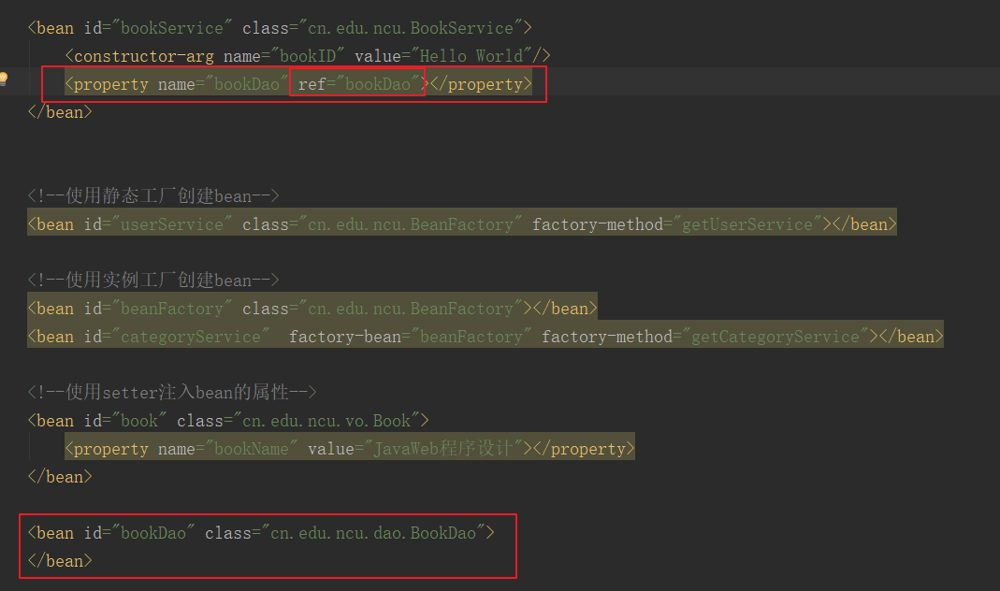 <bean id="bookService" class="cn.edu.ncu.BookService">
<constructor-arg name="bookID" value="Hello World"/>
<property name="bookDao" ref="bookDao"></property>
</bean>
<!--使用静态工厂创建bean-->
<bean id="userService" class="cn.edu.ncu.BeanFactory" factory-method="getUserService"></bean>
<!--使用实例工厂创建bean-->
<bean id="beanFactory" class="cn.edu.ncu.BeanFactory"></bean>
<bean id="categoryService" factory-bean="beanFactory" factory-method="getCategoryService"></bean>
<!--使用setter注入bean的属性-->
<bean id="book" class="cn.edu.ncu.vo.Book">
<property name="bookName" value="JavaWeb程序设计"></property>
</bean>
<bean id="bookDao" class="cn.edu.ncu.dao.BookDao">
</bean>